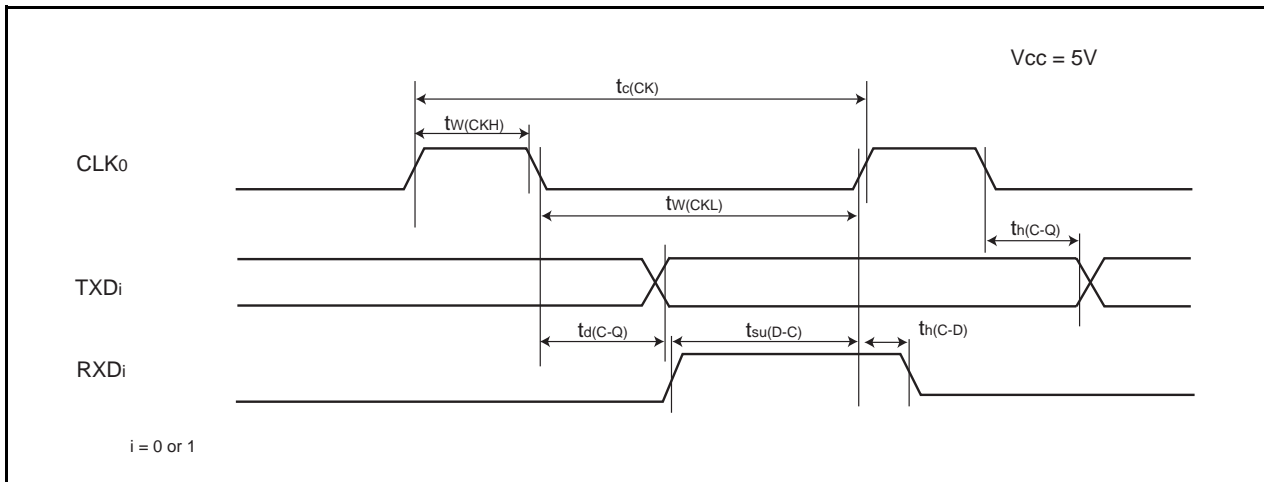 Vcc = 5V
tc(CK)
tW(CKH)
CLK0
tW(CKL)
th(C-Q)
TXDi
td(C-Q)
tsu(D-C)
th(C-D)
RXDi
i = 0 or 1